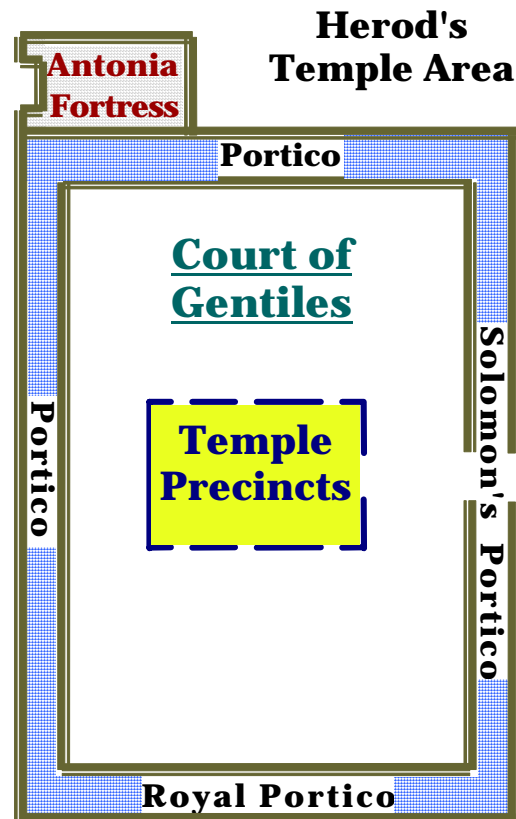 Herod's
Temple Area
Antonia
Fortress
Portico
Court of
Gentiles
Solomon's Portico
Portico
Temple
Precincts
Royal Portico